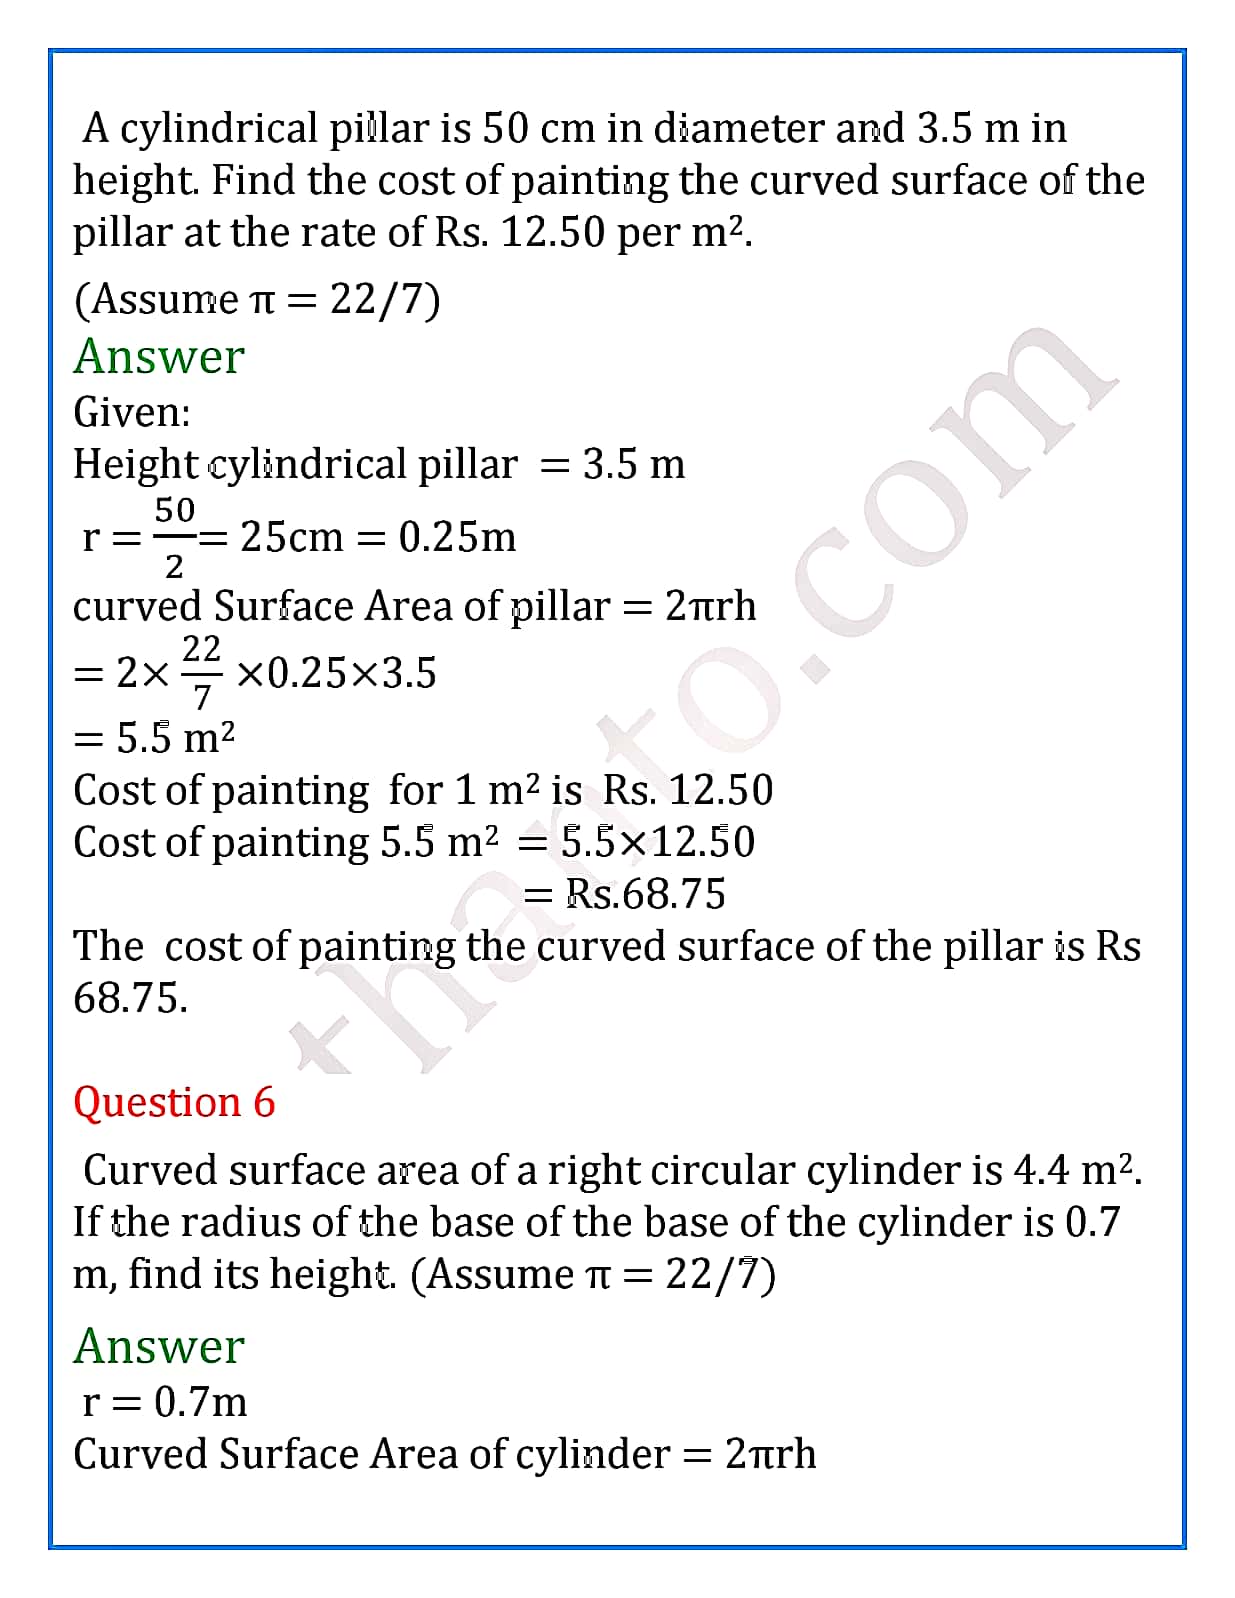 A cylindrical pillar is 50 cm in diameter and 3.5 m in
height. Find the cost of painting the curved surface of the
pillar at the rate of Rs. 12.50 per m².
(Assume π = 22/7)
Answer
Given:
Height cylindrical pillar = 3.5 m
r = 50/2 = 25cm = 0.25m
curved Surface Area of pillar = 2πrh
= 2× 22/7 ×0.25×3.5
= 5.5 m²
Cost of painting for 1 m² is Rs. 12.50
Cost of painting 5.5 m² = 5.5×12.50
= Rs.68.75
The cost of painting the curved surface of the pillar is Rs
68.75.
Question 6
Curved surface area of a right circular cylinder is 4.4 m².
If the radius of the base of the base of the cylinder is 0.7
m, find its height. (Assume π = 22/7)
Answer
r = 0.7m
Curved Surface Area of cylinder = 2πrh
thanto.com